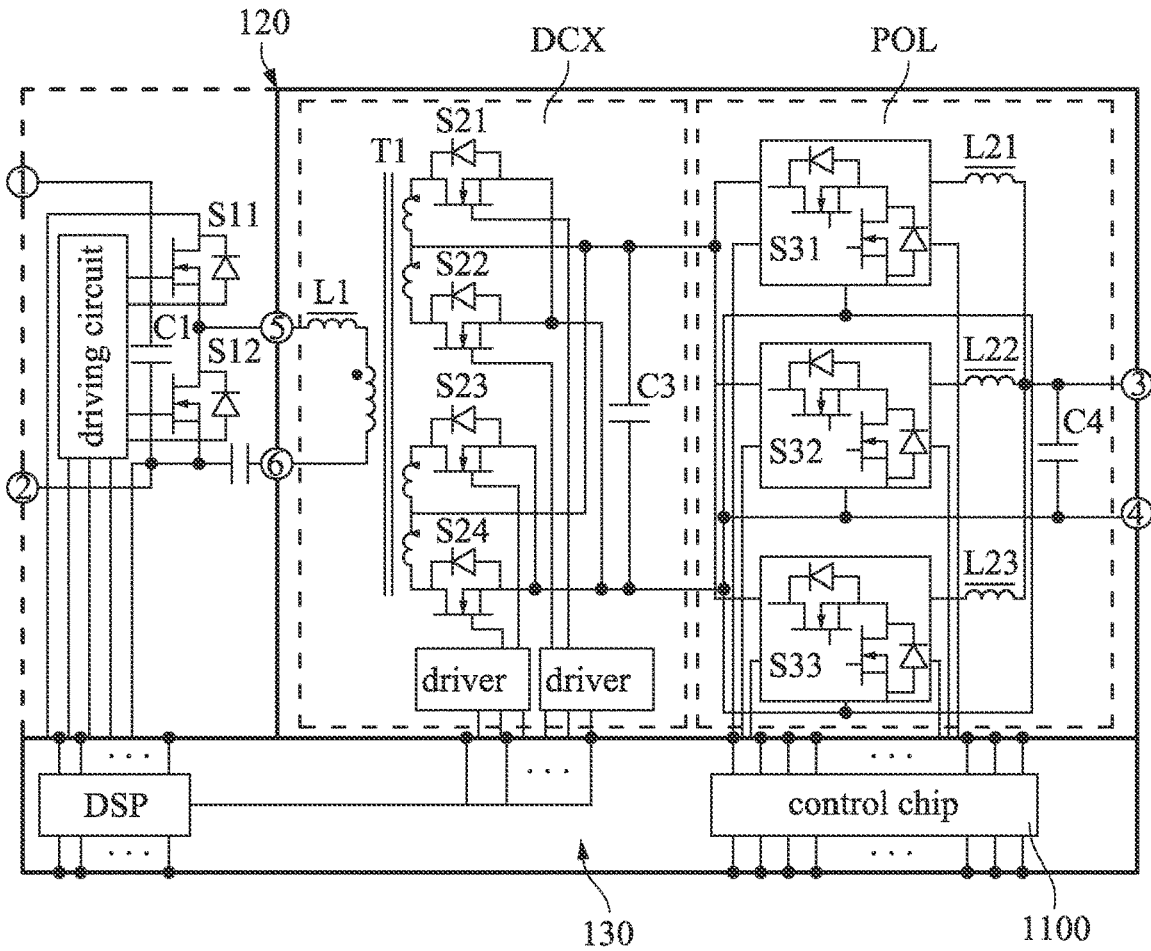 120
DCX
POL
1
S11
driving circuit
C1
S12
2
5
6
L1
T1
S21
S22
S23
S24
C3
driver
driver
S31
S32
S33
L21
L22
L23
C4
3
4
...
...
...
DSP
control chip
...
...
130
1100